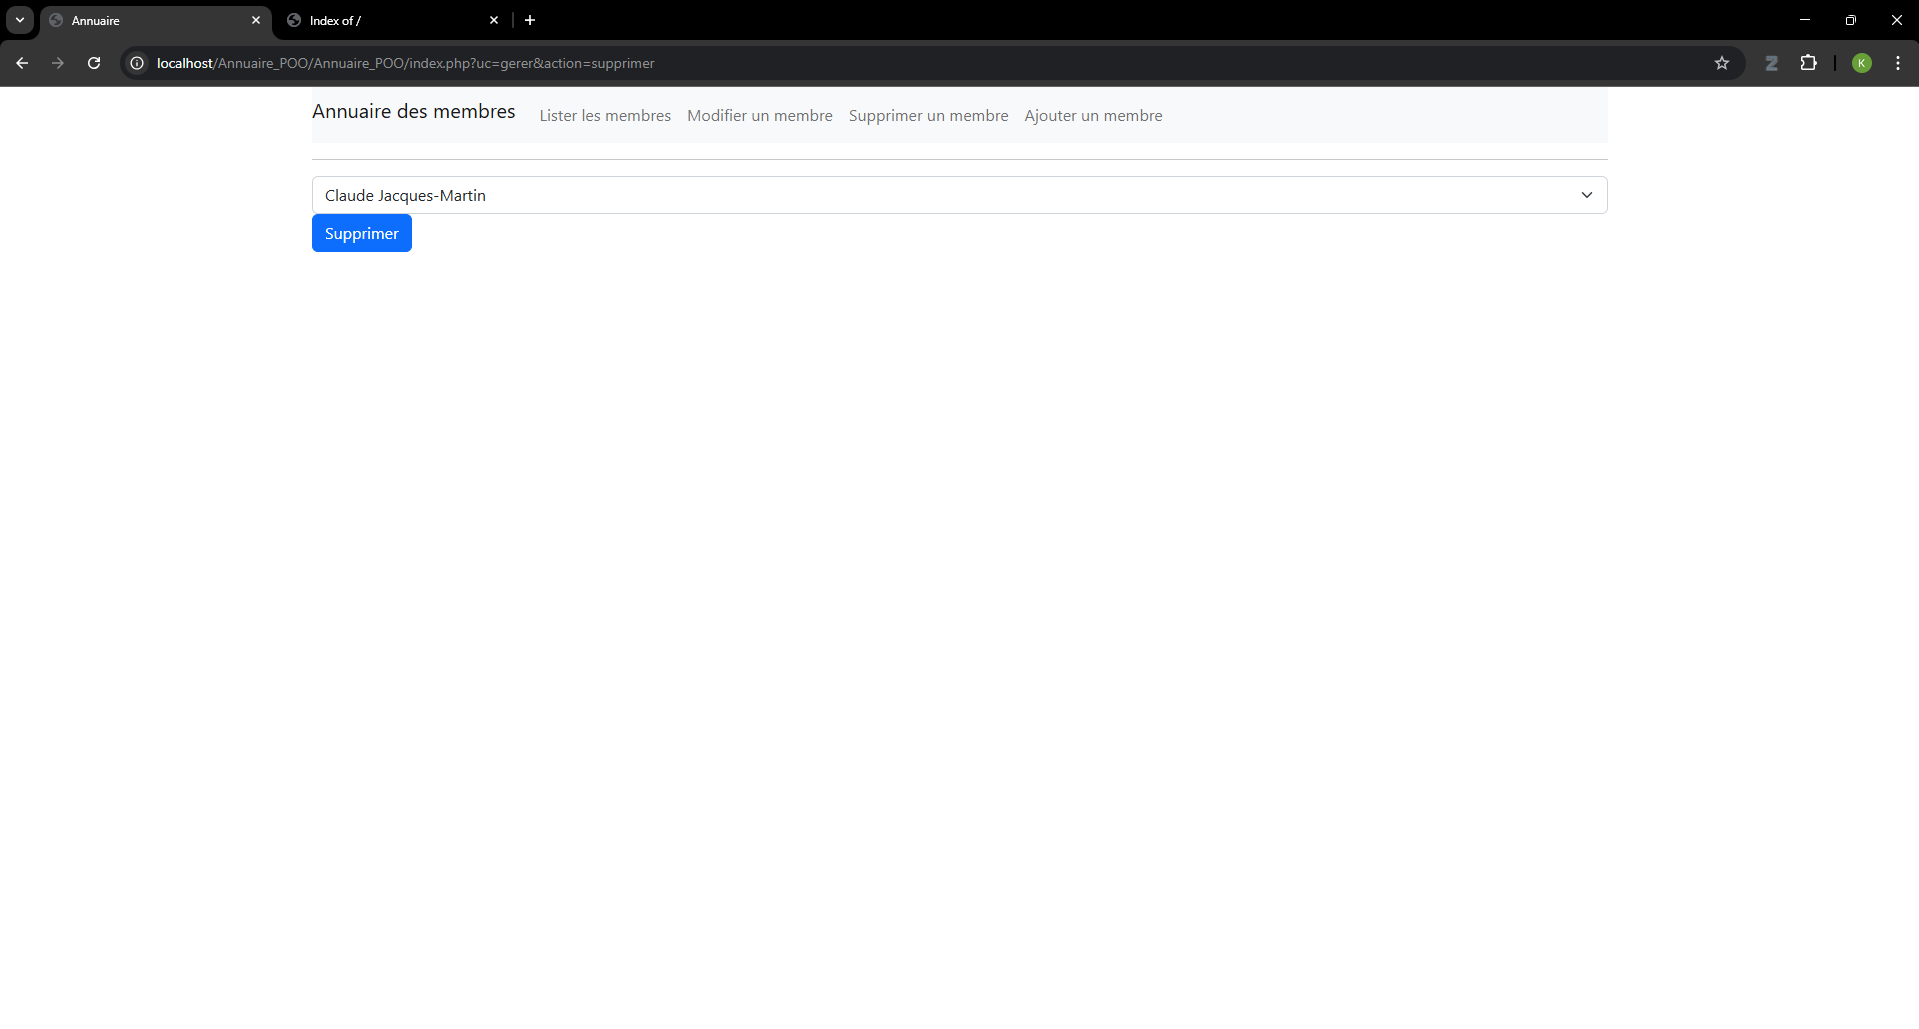 Annuaire
Index of /
localhost/Annuaire_POO/Annuaire_POO/index.php?uc=gerer&action=supprimer
K
Annuaire des membres Lister les membres Modifier un membre Supprimer un membre Ajouter un membre
Claude Jacques-Martin
Supprimer